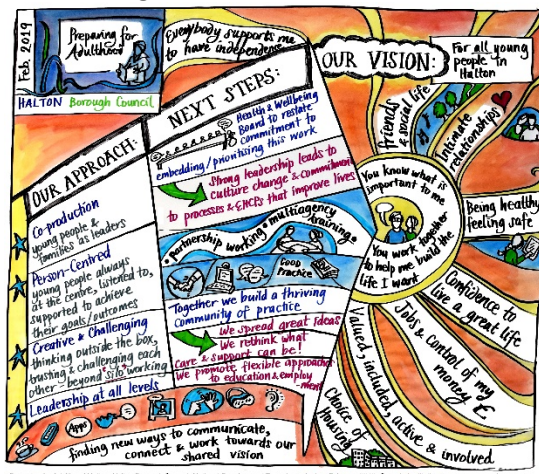 Feb. 2019
Preparing for
Adulthood
HALTON Borough Council
Everybody supports me
to have independence
OUR VISION:
For all young
people in
Halton
OUR APPROACH:
Co-production
young people &
families as leaders
Person-Centred
young people always
at the centre, listened to,
supported to achieve
their goals/outcomes
Creative & Challenging
thinking outside the box,
trusting & challenging each
other - beyond silo working
Leadership at all levels
NEXT STEPS:
Health & Wellbeing
Board to restate
commitment to
embedding/prioritising this work
Strong leadership leads to
culture change & commitment
to processes & EHCPs that improve lives
partnership working • multiagency
training
GOOD
PRACTICE
Together we build a thriving
community of practice
We spread great ideas
We rethink what
care & support can be!
We promote flexible approaches
to education & employ
ment
Apps
finding new ways to communicate,
connect & work towards our
shared vision
friends
& social life
Intimate
relationships
You know what is
important to me
You work together
to help me build the
life I want
Being healthy
feeling safe
Confidence to
live a great life
Jobs & control of my
money £
Valued, included, active & involved
Choice of
housing